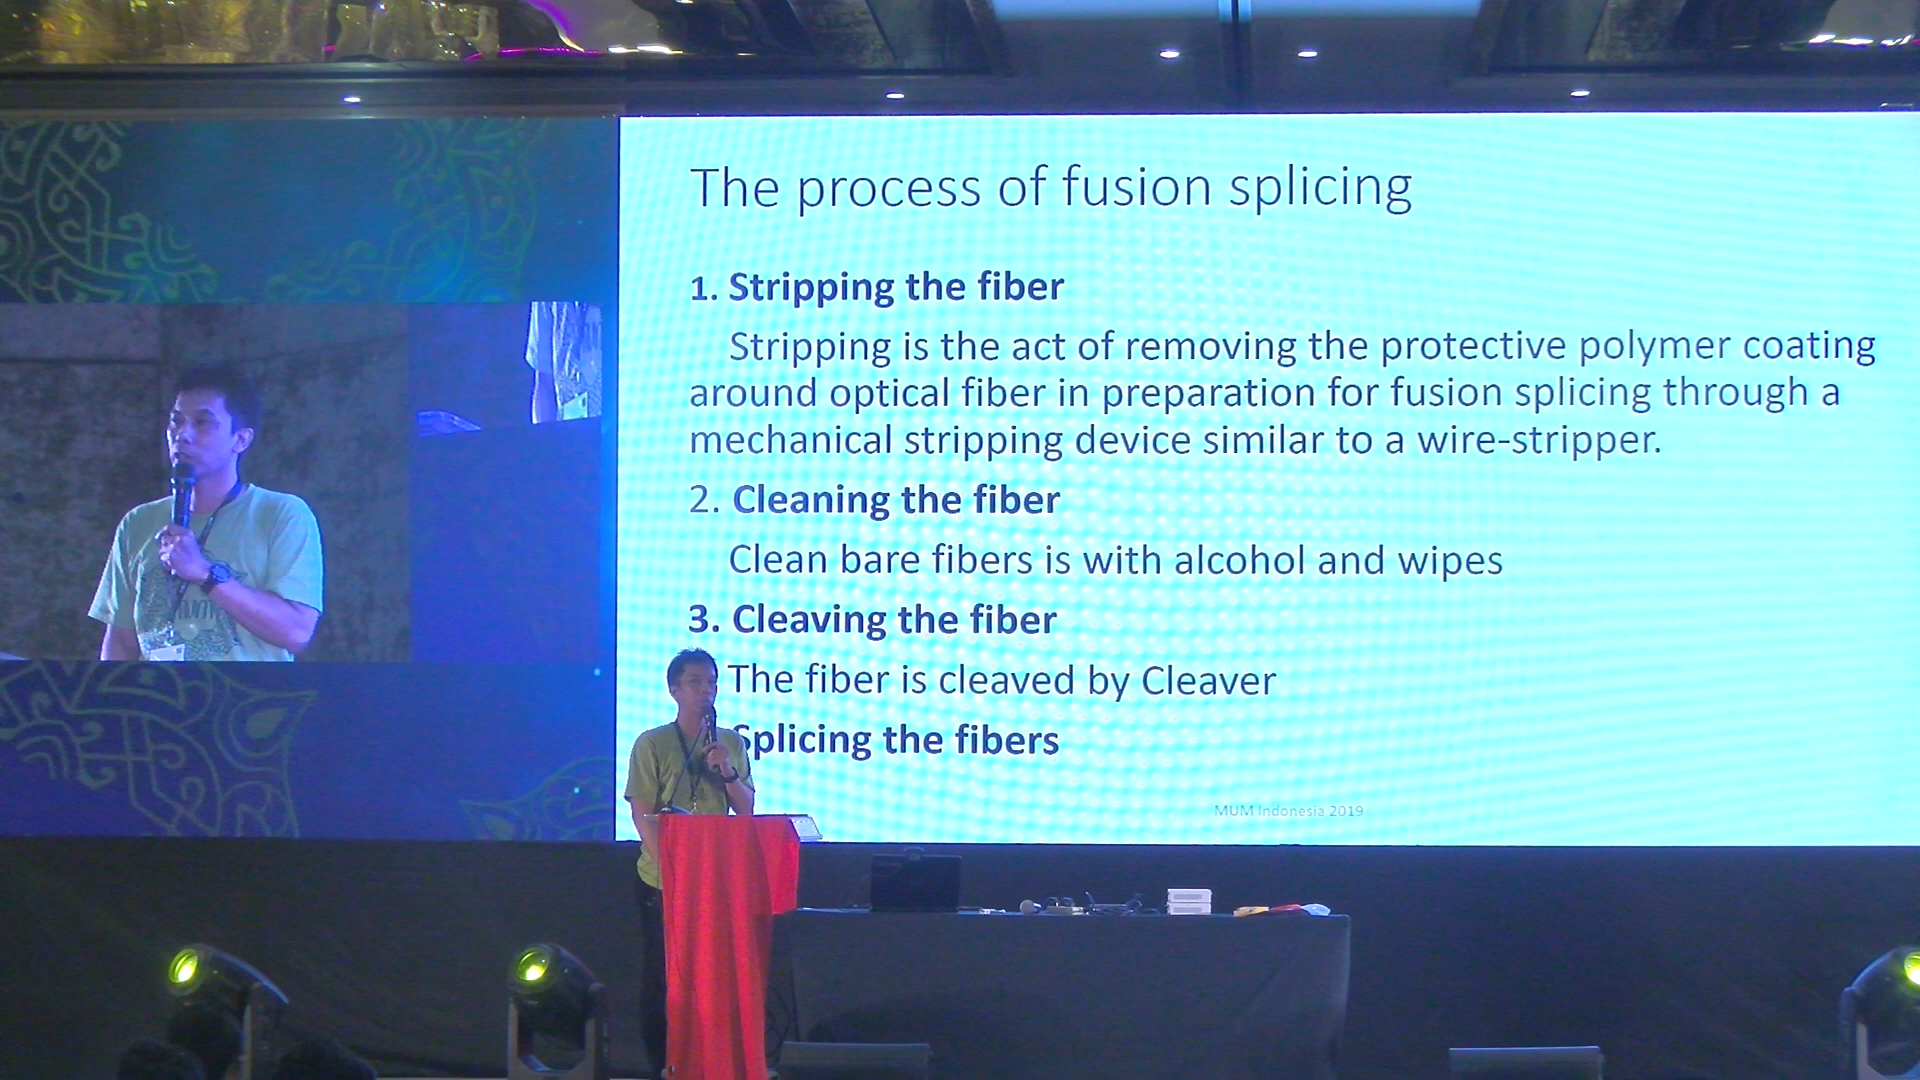 The process of fusion splicing
1. Stripping the fiber
Stripping is the act of removing the protective polymer coating
around optical fiber in preparation for fusion splicing through a
mechanical stripping device similar to a wire-stripper.
2. Cleaning the fiber
Clean bare fibers is with alcohol and wipes
3. Cleaving the fiber
The fiber is cleaved by Cleaver
Splicing the fibers
MUM Indonesia 2019